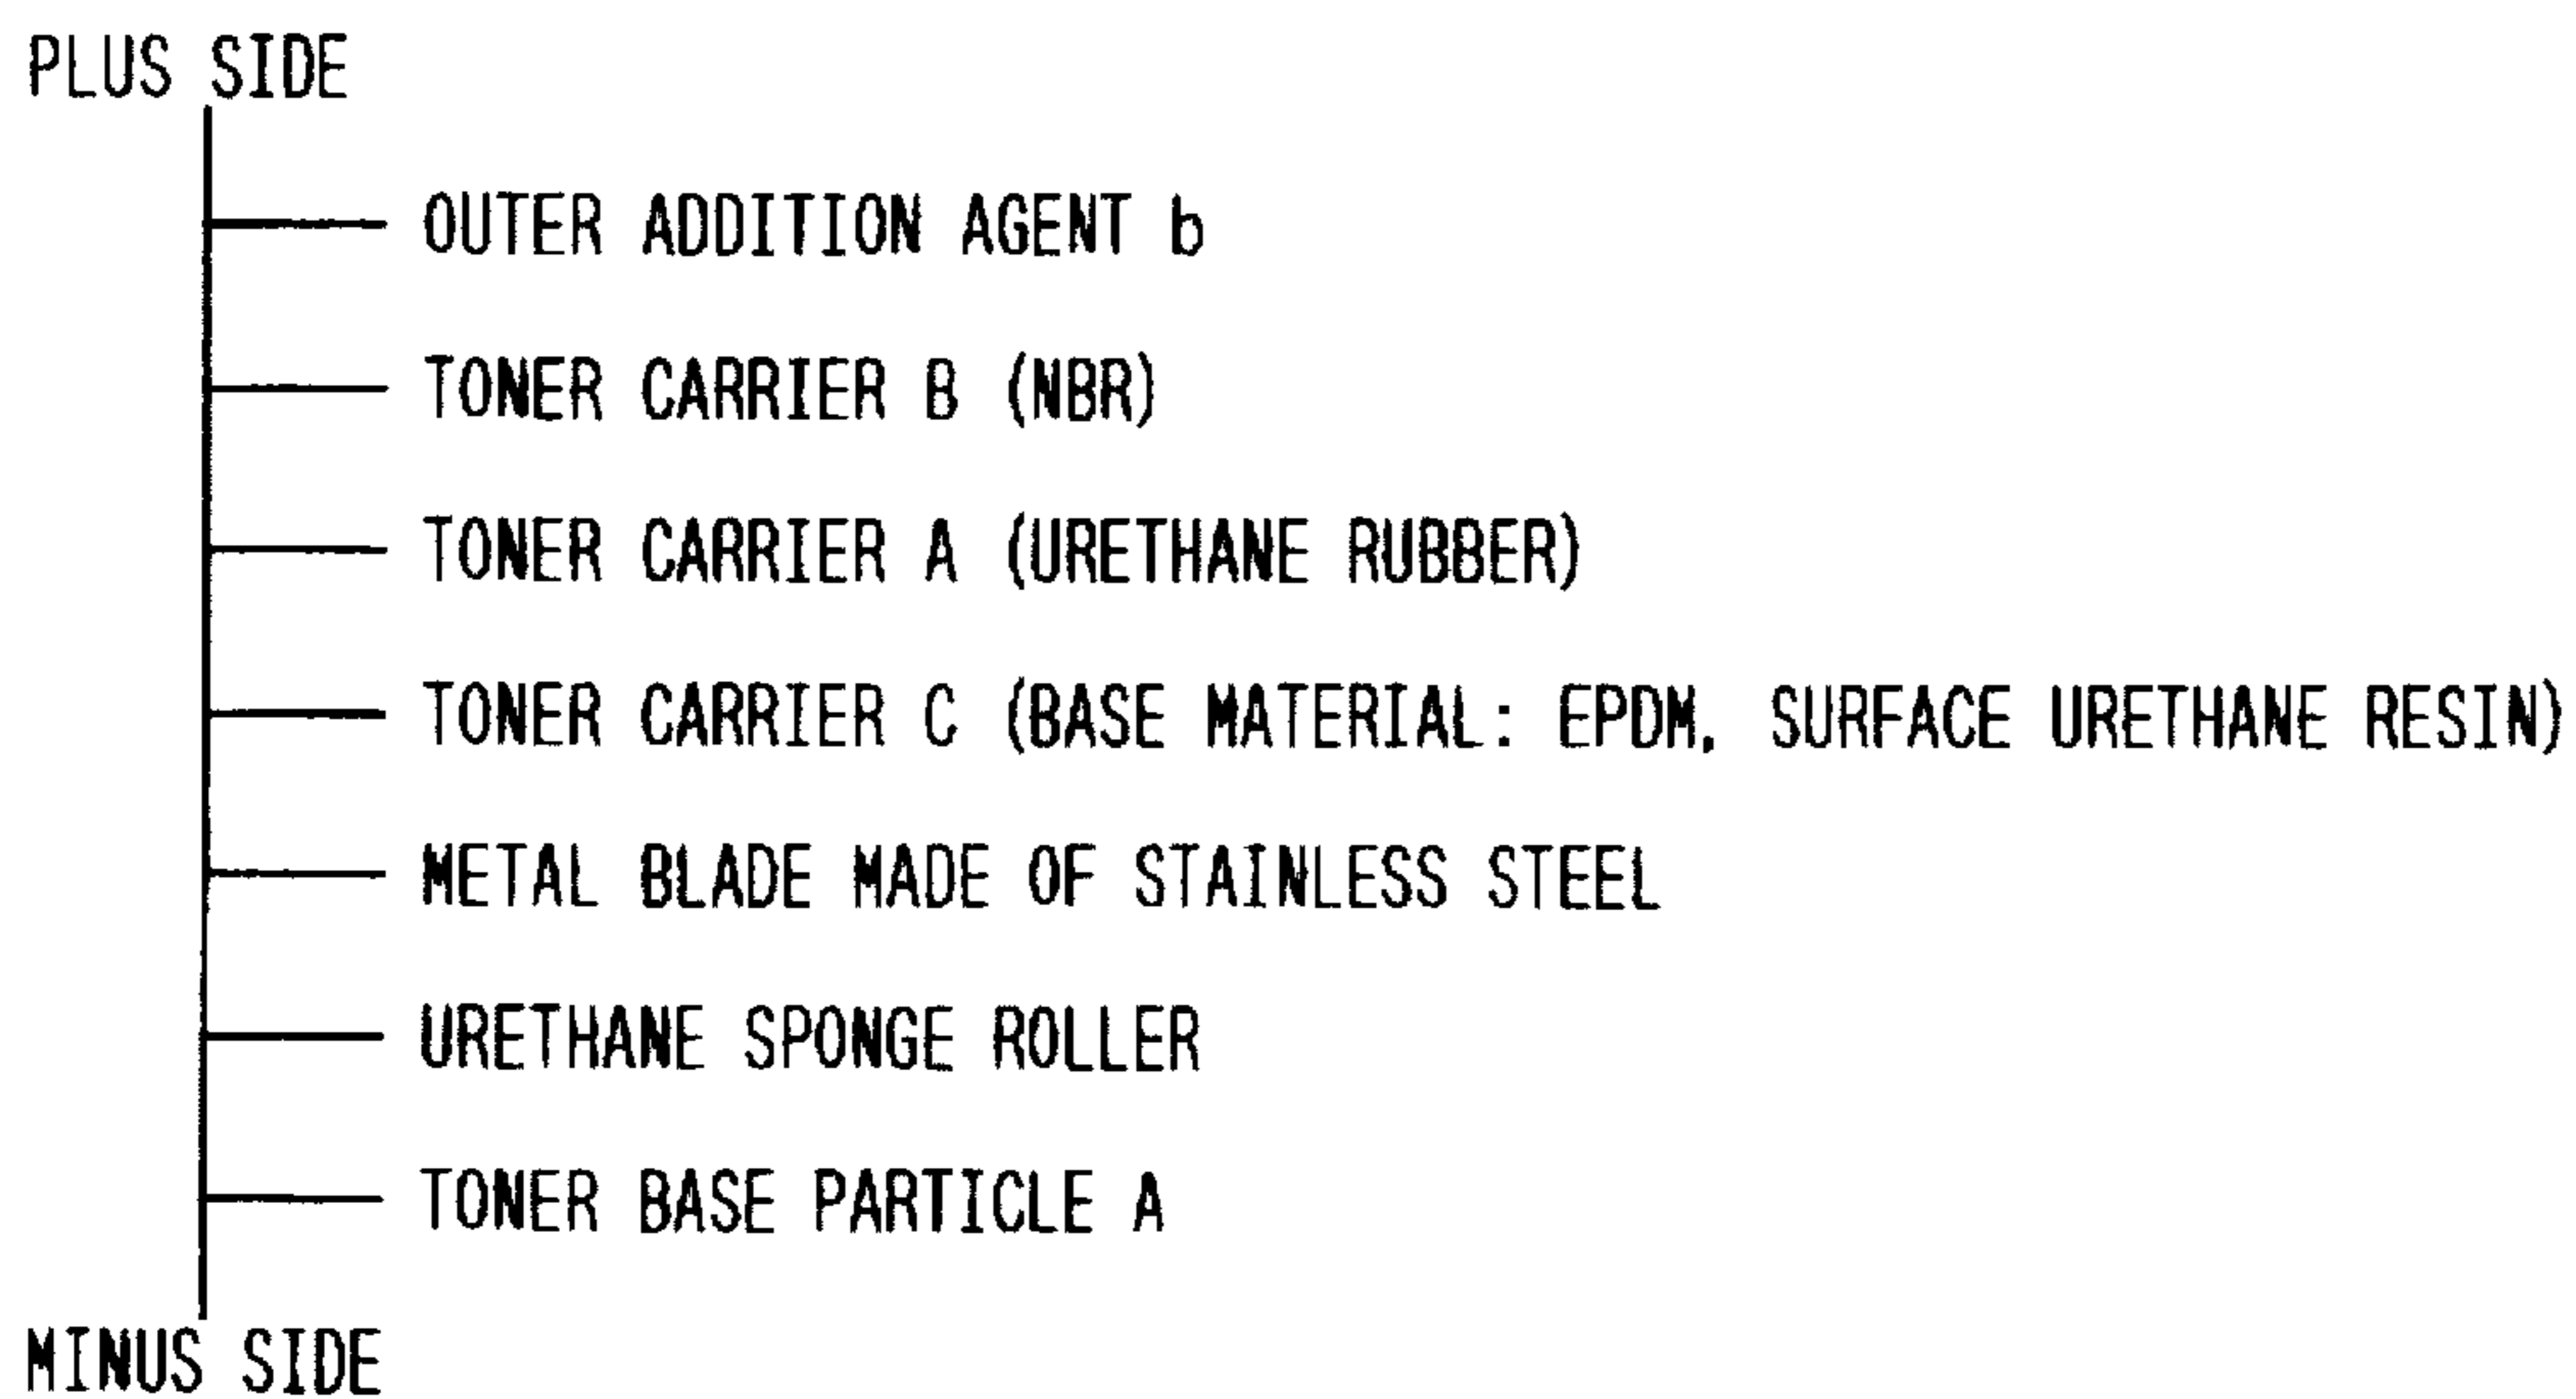 PLUS SIDE
OUTER ADDITION AGENT b
TONER CARRIER B (NBR)
TONER CARRIER A (URETHANE RUBBER)
TONER CARRIER C (BASE MATERIAL: EPDM, SURFACE URETHANE RESIN)
METAL BLADE MADE OF STAINLESS STEEL
URETHANE SPONGE ROLLER
TONER BASE PARTICLE A
MINUS SIDE